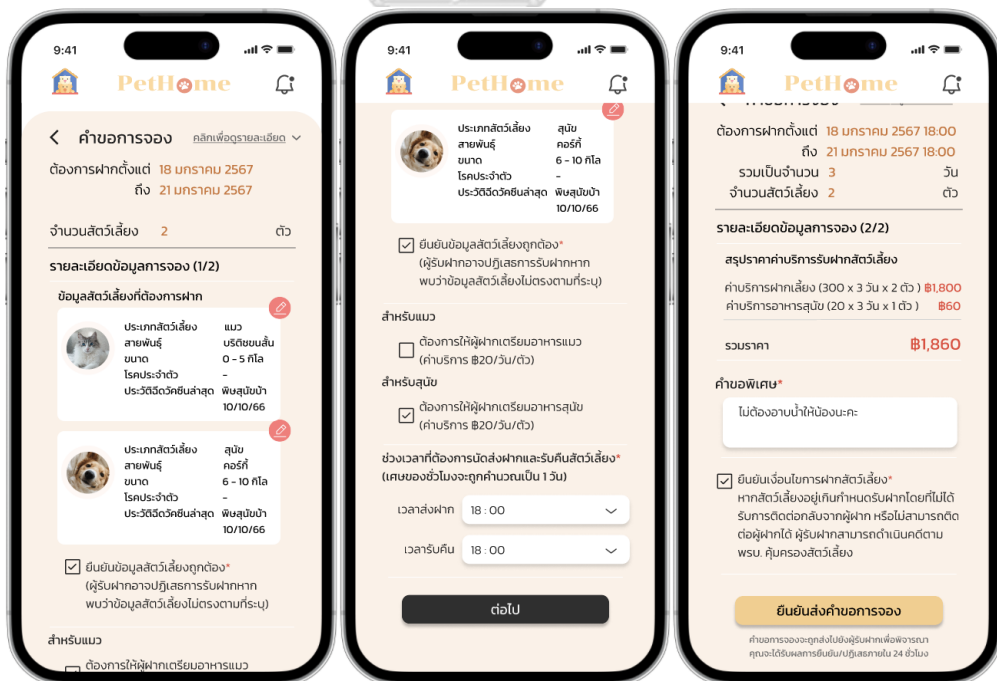 9:41
PetHome
คำขอการจอง คลิกเพื่อดูรายละเอียด
ต้องการฝากตั้งแต่ 18 มกราคม 2567
ถึง 21 มกราคม 2567
จำนวนสัตว์เลี้ยง 2 ตัว
รายละเอียดข้อมูลการจอง (1/2)
ข้อมูลสัตว์เลี้ยงที่ต้องการฝาก
ประเภทสัตว์เลี้ยง แมว
สายพันธุ์ บริติชขนสั้น
ขนาด 0 - 5 กิโล
โรคประจำตัว -
ประวัติฉีดวัคซีนล่าสุด พิษสุนัขบ้า
10/10/66
ประเภทสัตว์เลี้ยง สุนัข
สายพันธุ์ คอร์กี้
ขนาด 6 - 10 กิโล
โรคประจำตัว -
ประวัติฉีดวัคซีนล่าสุด พิษสุนัขบ้า
10/10/66
ยืนยันข้อมูลสัตว์เลี้ยงถูกต้อง*
(ผู้รับฝากอาจปฏิเสธการรับฝากหาก
พบว่าข้อมูลสัตว์เลี้ยงไม่ตรงตามที่ระบุ)
สำหรับแมว
ต้องการให้ผู้ฝากเตรียมอาหารแมว
9:41
PetHome
ประเภทสัตว์เลี้ยง สุนัข
สายพันธุ์ คอร์กี้
ขนาด 6 - 10 กิโล
โรคประจำตัว -
ประวัติฉีดวัคซีนล่าสุด พิษสุนัขบ้า
10/10/66
ยืนยันข้อมูลสัตว์เลี้ยงถูกต้อง*
(ผู้รับฝากอาจปฏิเสธการรับฝากหาก
พบว่าข้อมูลสัตว์เลี้ยงไม่ตรงตามที่ระบุ)
สำหรับแมว
ต้องการให้ผู้ฝากเตรียมอาหารแมว
(ค่าบริการ ฿20/วัน/ตัว)
สำหรับสุนัข
ต้องการให้ผู้ฝากเตรียมอาหารสุนัข
(ค่าบริการ ฿20/วัน/ตัว)
ช่วงเวลาที่ต้องการนัดส่งฝากและรับคืนสัตว์เลี้ยง*
(เศษของชั่วโมงจะถูกคำนวณเป็น 1 วัน)
เวลาส่งฝาก 18 : 00
เวลารับคืน 18 : 00
ต่อไป
9:41
PetHome
คำขอการจอง
ต้องการฝากตั้งแต่ 18 มกราคม 2567 18:00
ถึง 21 มกราคม 2567 18:00
รวมเป็นจำนวน 3 วัน
จำนวนสัตว์เลี้ยง 2 ตัว
รายละเอียดข้อมูลการจอง (2/2)
สรุปราคาค่าบริการรับฝากสัตว์เลี้ยง
ค่าบริการฝากเลี้ยง (300 x 3 วัน x 2 ตัว ) ฿1,800
ค่าบริการอาหารสุนัข (20 x 3 วัน x 1 ตัว ) ฿60
รวมราคา ฿1,860
คำขอพิเศษ*
ไม่ต้องอาบน้ำให้น้องนะคะ
ยืนยันเงื่อนไขการฝากสัตว์เลี้ยง*
หากสัตว์เลี้ยงอยู่เกินกำหนดรับฝากโดยที่ไม่ได้
รับการติดต่อกลับจากผู้ฝาก หรือไม่สามารถติด
ต่อผู้ฝากได้ ผู้รับฝากสามารถดำเนินคดีตาม
พรบ. คุ้มครองสัตว์เลี้ยง
ยืนยันส่งคำขอการจอง
คำขอการจองจะถูกส่งไปยังผู้รับฝากเพื่อพิจารณา
คุณจะได้รับผลการยืนยัน/ปฏิเสธภายใน 24 ชั่วโมง